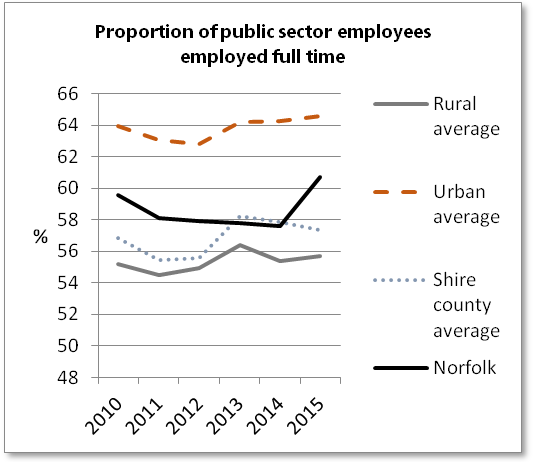 Proportion of public sector employees
employed full time
66
64
62
60
58
56
54
52
50
48
%
2010
2011
2012
2013
2014
2015
Rural
average
Urban
average
Shire
county
average
Norfolk